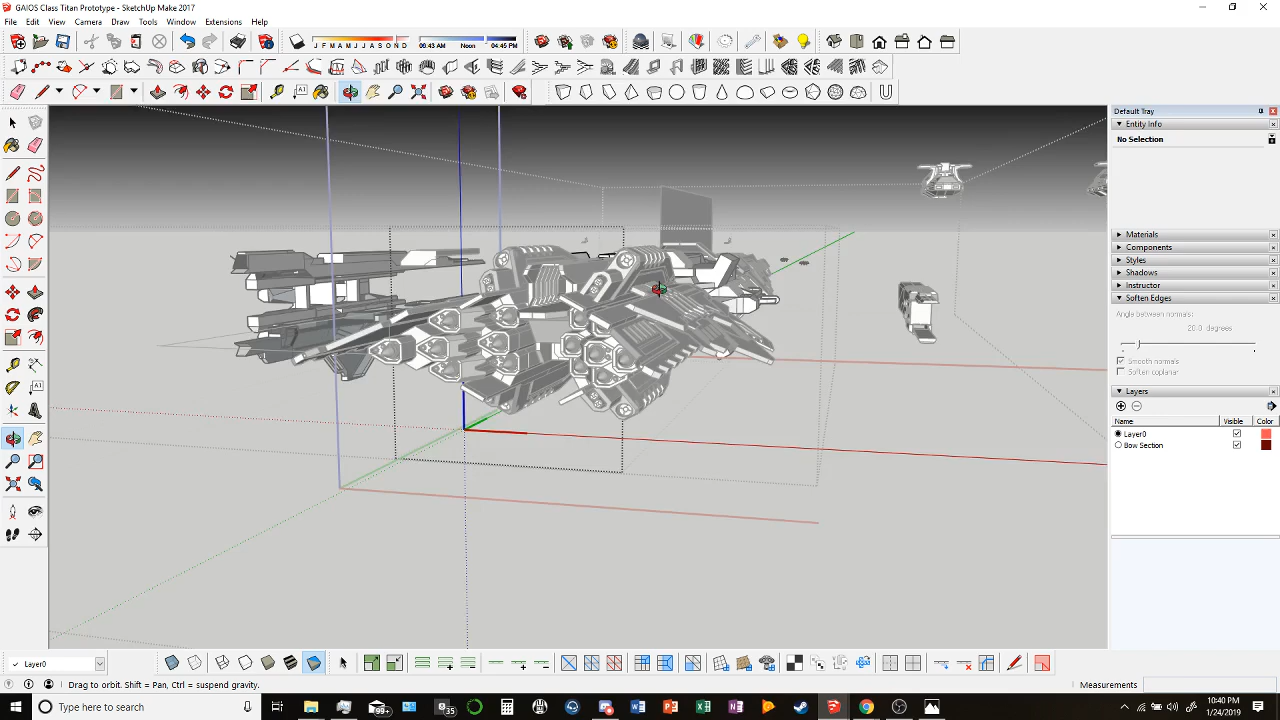 GAIOS Class Titan Prototype - SketchUp Make 2017
File Edit View Camera Draw Tools Window Extensions Help
J F M A M J J A S O N D 06:43 AM Noon 04:45 PM
Default Tray
Entity Info
No Selection
Materials
Components
Styles
Shadows
Instructor
Soften Edges
Angle between normals:
20.0 degrees
Smooth normals
Soften coplanar
Layers
Name Visible Color
Layer0
Bow Section
Layer0
Drag to orbit. Shift = Pan, Ctrl = suspend gravity.
Measurements
Type here to search
99+
35
10:40 PM
1/24/2019